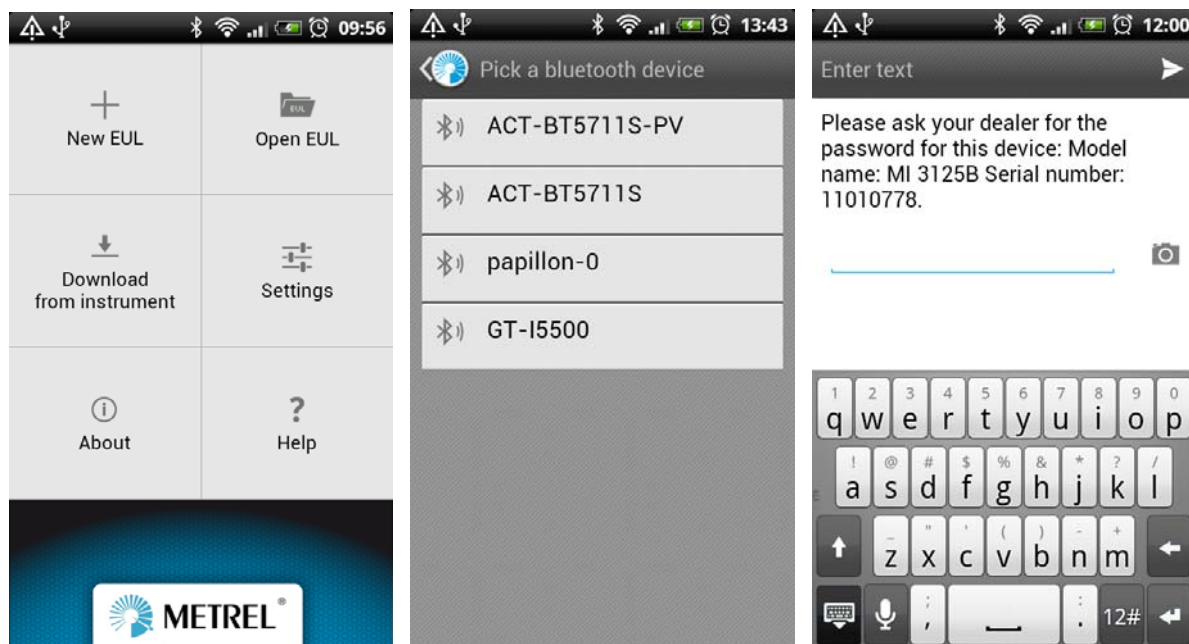 09:56
New EUL
Open EUL
EUL
Download
from instrument
Settings
About
?
Help
METREL®
13:43
Pick a bluetooth device
ACT-BT5711S-PV
ACT-BT5711S
papillon-0
GT-I5500
12:00
Enter text
Please ask your dealer for the
password for this device: Model
name: MI 3125B Serial number:
11010778.
1 2 3 4 5 6 7 8 9 0
q w e r t y u i o p
! @ # $ % & * ? /
a s d f g h j k l
_ " ' ( ) - +
z x c v b n m
; :
, . 12#